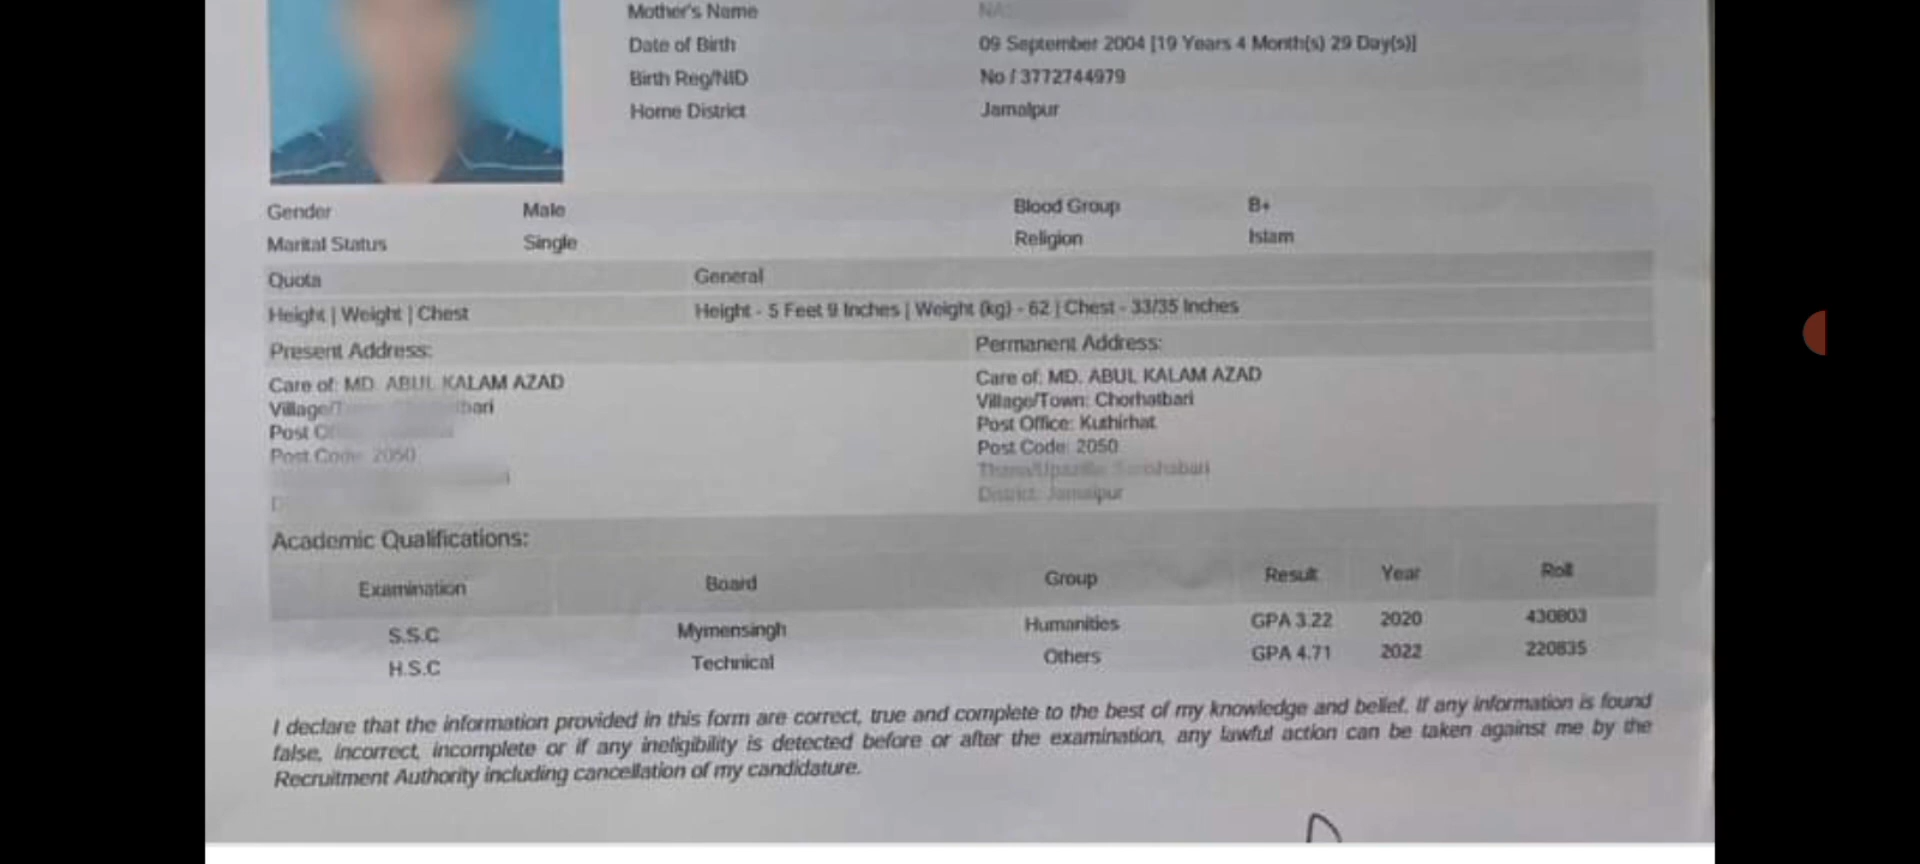 Mother's Name
Date of Birth 09 September 2004 [19 Years 4 Month(s) 29 Day(s)]
Birth Reg/NID No / 3772744979
Home District Jamalpur
Gender Male Blood Group B+
Marital Status Single Religion Islam
Quota General
Height | Weight | Chest Height - 5 Feet 9 Inches | Weight (kg) - 62 | Chest - 33/35 Inches
Present Address: Permanent Address:
Care of: MD. ABUL KALAM AZAD Care of: MD. ABUL KALAM AZAD
Village/Town: Chorhatbari
Post Office: Kuthirhat
Post Code: 2050 Post Code: 2050
District: Jamalpur
Academic Qualifications:
Examination Board Group Result Year Roll
S.S.C Mymensingh Humanities GPA 3.22 2020 430803
H.S.C Technical Others GPA 4.71 2022 220835
I declare that the information provided in this form are correct, true and complete to the best of my knowledge and belief. If any information is found
false, incorrect, incomplete or if any ineligibility is detected before or after the examination, any lawful action can be taken against me by the
Recruitment Authority including cancellation of my candidature.